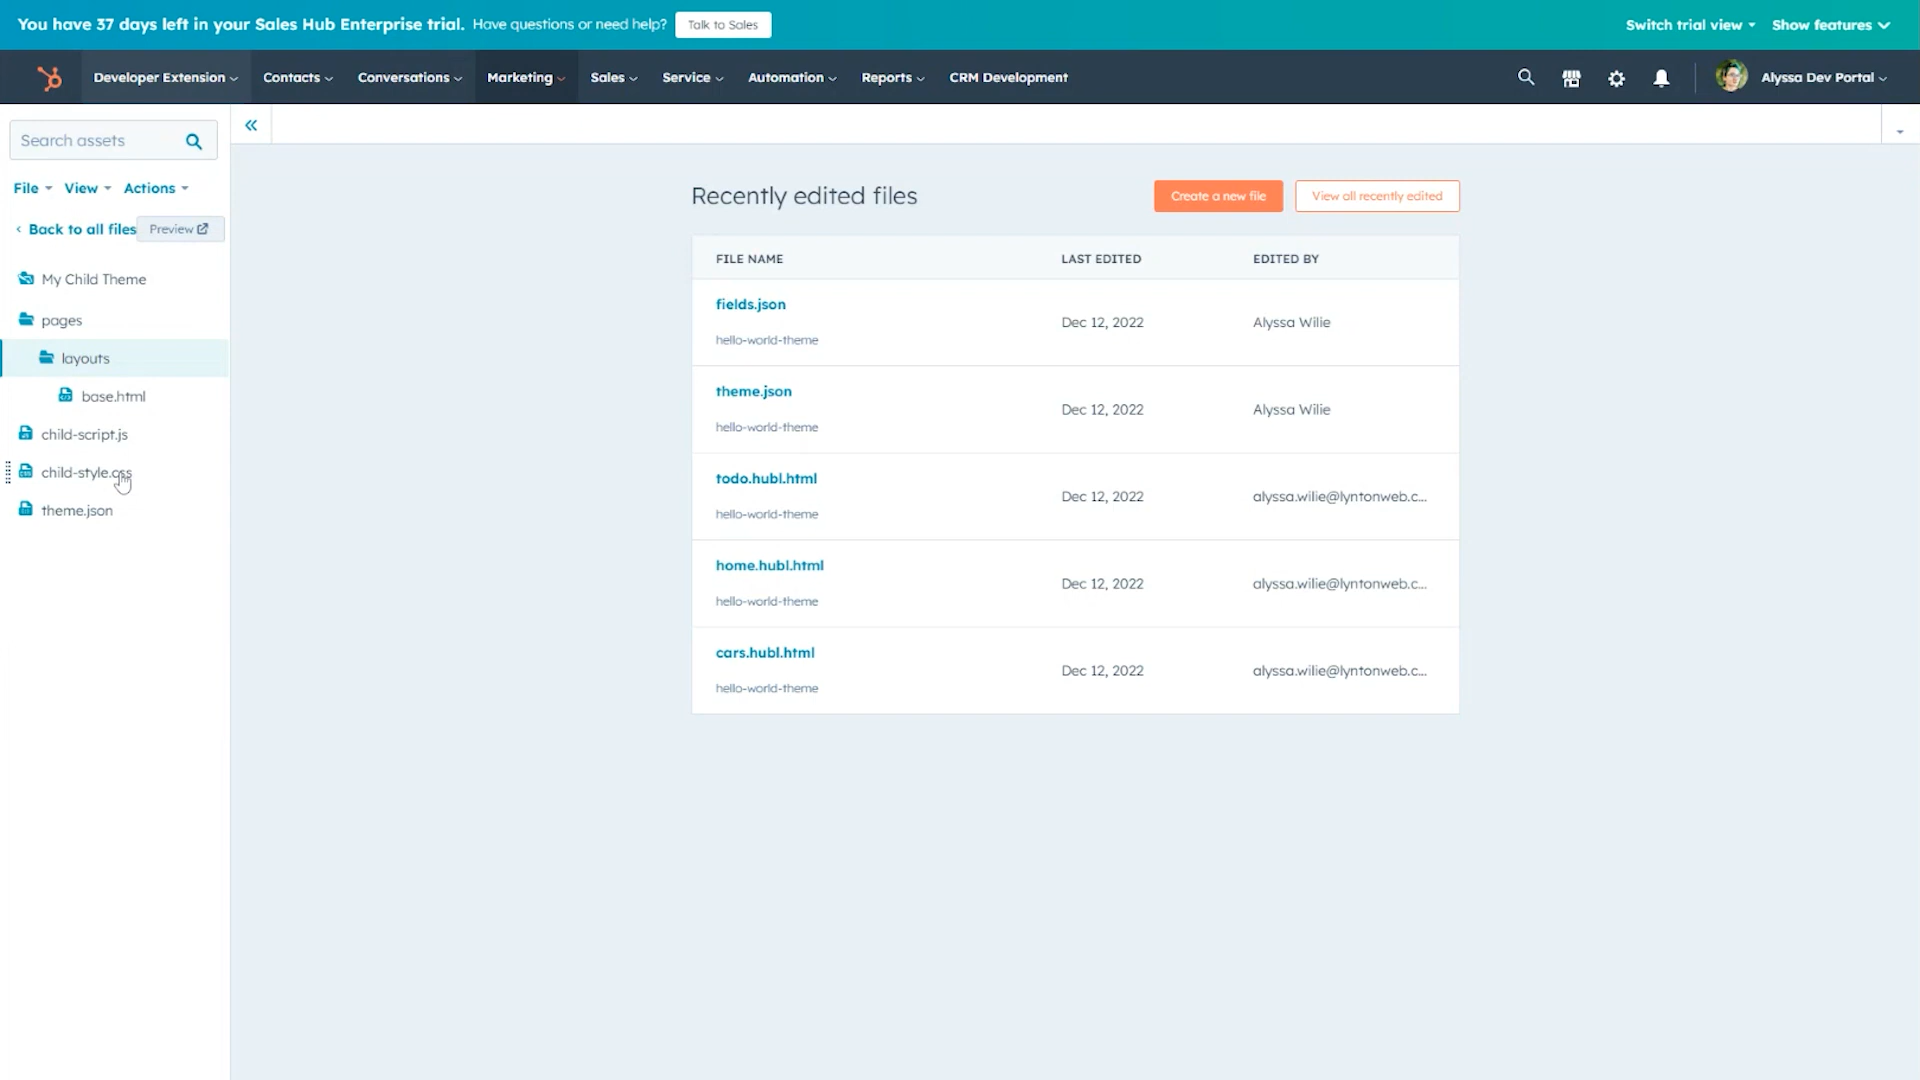 You have 37 days left in your Sales Hub Enterprise trial. Have questions or need help? Talk to Sales Switch trial view Show features
Developer Extension Contacts Conversations Marketing Sales Service Automation Reports CRM Development Alyssa Dev Portal
Search assets
File View Actions
Back to all files Preview
My Child Theme
pages
layouts
base.html
child-script.js
child-style.css
theme.json
Recently edited files Create a new file View all recently edited
FILE NAME LAST EDITED EDITED BY
fields.json
hello-world-theme
Dec 12, 2022 Alyssa Wilie
theme.json
hello-world-theme
Dec 12, 2022 Alyssa Wilie
todo.hubl.html
hello-world-theme
Dec 12, 2022 alyssa.wilie@lyntonweb.c...
home.hubl.html
hello-world-theme
Dec 12, 2022 alyssa.wilie@lyntonweb.c...
cars.hubl.html
hello-world-theme
Dec 12, 2022 alyssa.wilie@lyntonweb.c...